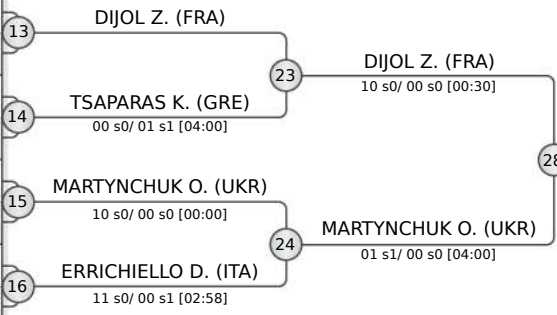 DIJOL Z. (FRA)
13
23
DIJOL Z. (FRA)
10 s0/ 00 s0 [00:30]
TSAPARAS K. (GRE)
14
00 s0/ 01 s1 [04:00]
28
MARTYNCHUK O. (UKR)
15
10 s0/ 00 s0 [00:00]
24
MARTYNCHUK O. (UKR)
01 s1/ 00 s0 [04:00]
ERRICHIELLO D. (ITA)
16
11 s0/ 00 s1 [02:58]